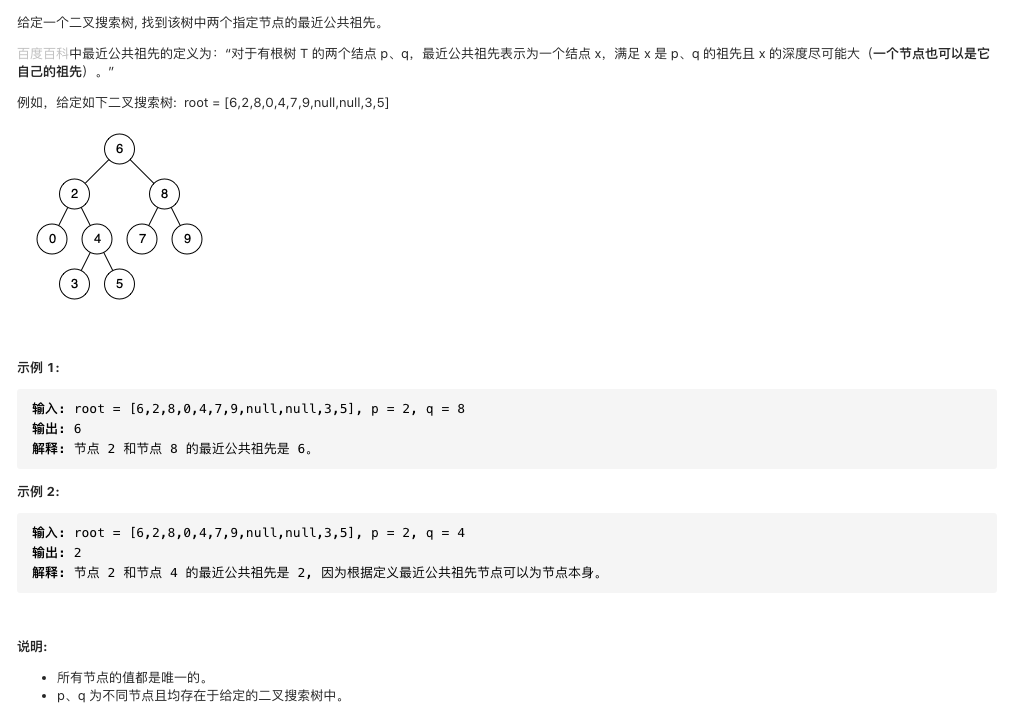 给定一个二叉搜索树, 找到该树中两个指定节点的最近公共祖先。
百度百科中最近公共祖先的定义为：“对于有根树 T 的两个结点 p、q，最近公共祖先表示为一个结点 x，满足 x 是 p、q 的祖先且 x 的深度尽可能大（一个节点也可以是它
自己的祖先）。”
例如，给定如下二叉搜索树:  root = [6,2,8,0,4,7,9,null,null,3,5]
6
2 8
0 4 7 9
3 5
示例 1:
输入: root = [6,2,8,0,4,7,9,null,null,3,5], p = 2, q = 8
输出: 6
解释: 节点 2 和节点 8 的最近公共祖先是 6。
示例 2:
输入: root = [6,2,8,0,4,7,9,null,null,3,5], p = 2, q = 4
输出: 2
解释: 节点 2 和节点 4 的最近公共祖先是 2, 因为根据定义最近公共祖先节点可以为节点本身。
说明:
• 所有节点的值都是唯一的。
• p、q 为不同节点且均存在于给定的二叉搜索树中。